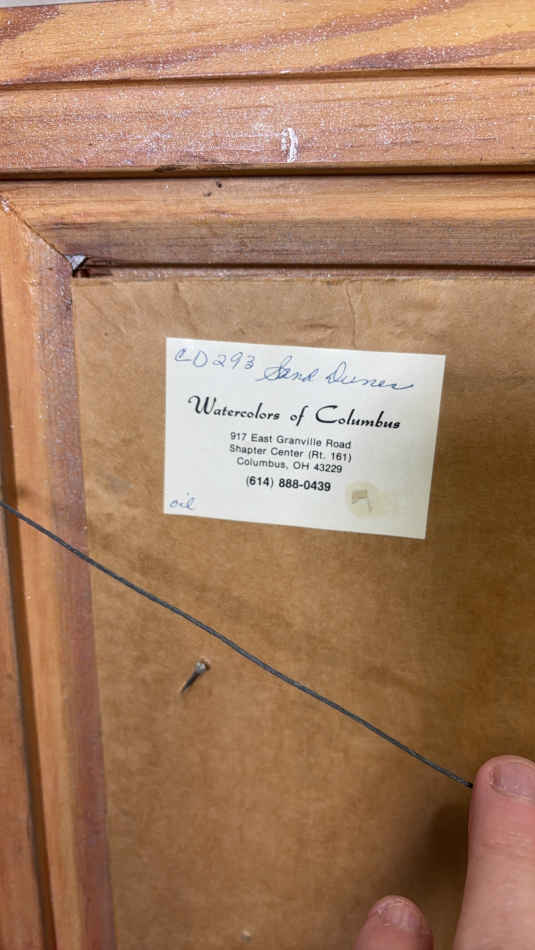 CD293 Sand Dunes
Watercolors of Columbus
917 East Granville Road
Shapter Center (Rt. 161)
Columbus, OH 43229
(614) 888-0439
oil